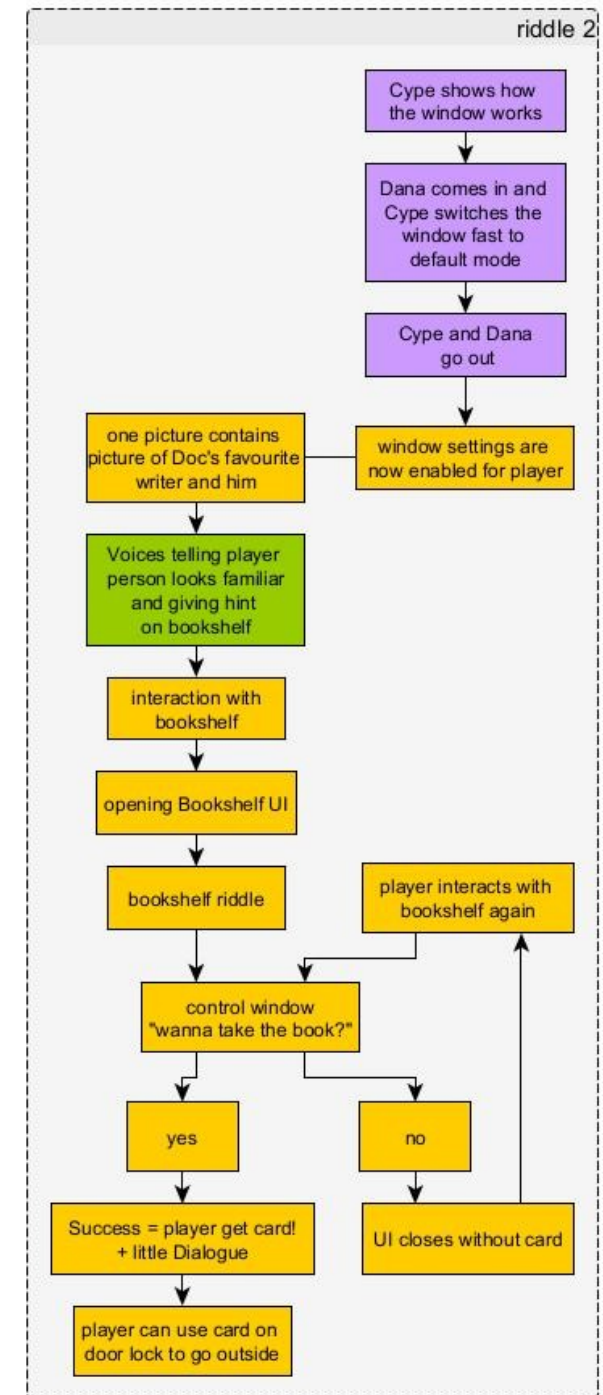 riddle 2
Cype shows how
the window works
Dana comes in and
Cype switches the
window fast to
default mode
Cype and Dana
go out
window settings are
now enabled for player
one picture contains
picture of Doc's favourite
writer and him
Voices telling player
person looks familiar
and giving hint
on bookshelf
interaction with
bookshelf
opening Bookshelf UI
bookshelf riddle
player interacts with
bookshelf again
control window
"wanna take the book?"
yes
no
Success = player get card!
+ little Dialogue
UI closes without card
player can use card on
door lock to go outside